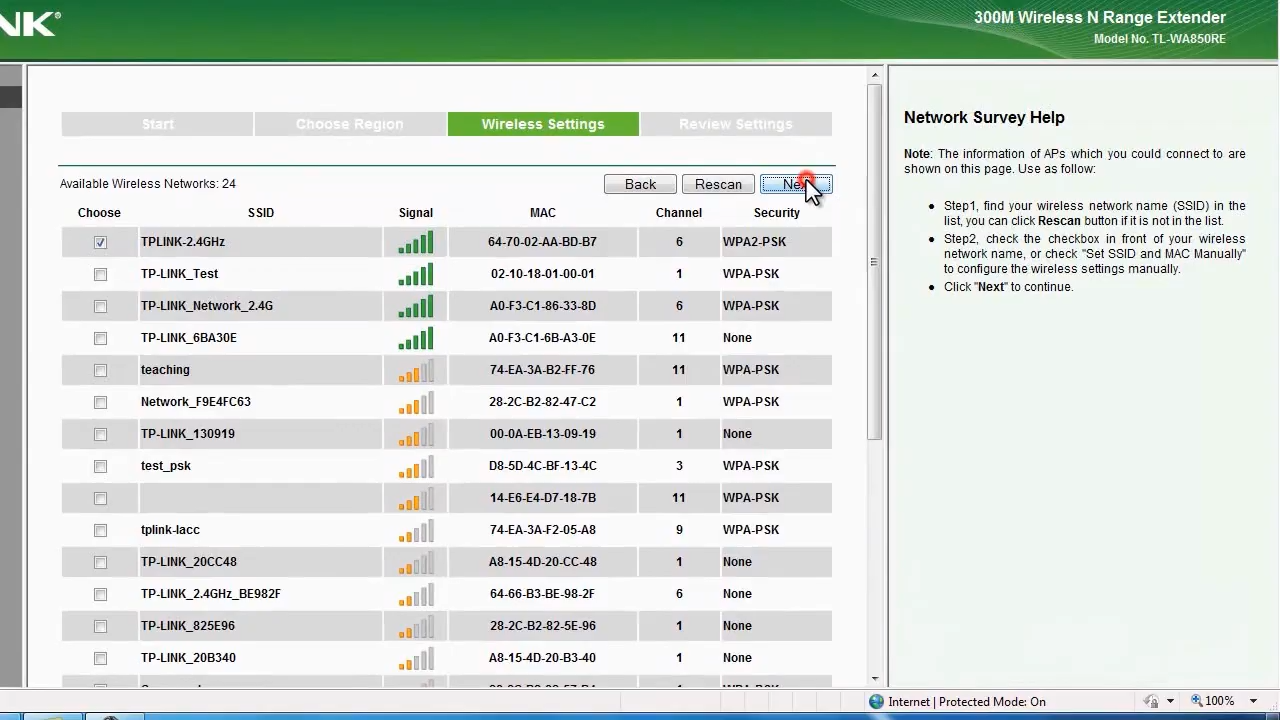 NK®
300M Wireless N Range Extender
Model No. TL-WA850RE
Start Choose Region Wireless Settings Review Settings
Available Wireless Networks: 24
Back Rescan
Choose SSID Signal MAC Channel Security
TPLINK-2.4GHz 64-70-02-AA-BD-B7 6 WPA2-PSK
TP-LINK_Test 02-10-18-01-00-01 1 WPA-PSK
TP-LINK_Network_2.4G A0-F3-C1-86-33-8D 6 WPA-PSK
TP-LINK_6BA30E A0-F3-C1-6B-A3-0E 11 None
teaching 74-EA-3A-B2-FF-76 11 WPA-PSK
Network_F9E4FC63 28-2C-B2-82-47-C2 1 WPA-PSK
TP-LINK_130919 00-0A-EB-13-09-19 1 None
test_psk D8-5D-4C-BF-13-4C 3 WPA-PSK
14-E6-E4-D7-18-7B 11 WPA-PSK
tplink-lacc 74-EA-3A-F2-05-A8 9 WPA-PSK
TP-LINK_20CC48 A8-15-4D-20-CC-48 1 None
TP-LINK_2.4GHz_BE982F 64-66-B3-BE-98-2F 6 None
TP-LINK_825E96 28-2C-B2-82-5E-96 1 None
TP-LINK_20B340 A8-15-4D-20-B3-40 1 None
Network Survey Help
Note: The information of APs which you could connect to are
shown on this page. Use as follow:
Step1, find your wireless network name (SSID) in the
list, you can click Rescan button if it is not in the list.
Step2, check the checkbox in front of your wireless
network name, or check "Set SSID and MAC Manually"
to configure the wireless settings manually.
Click "Next" to continue.
Internet | Protected Mode: On
100%